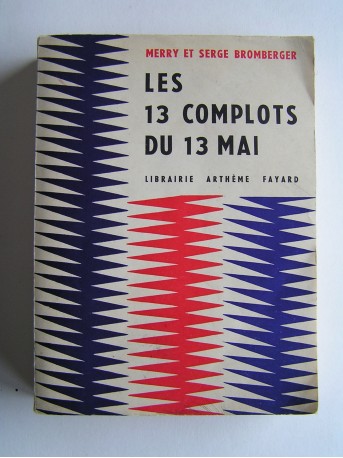 MERRY ET SERGE BROMBERGER
LES
13 COMPLOTS
DU 13 MAI
LIBRAIRIE ARTHÈME FAYARD